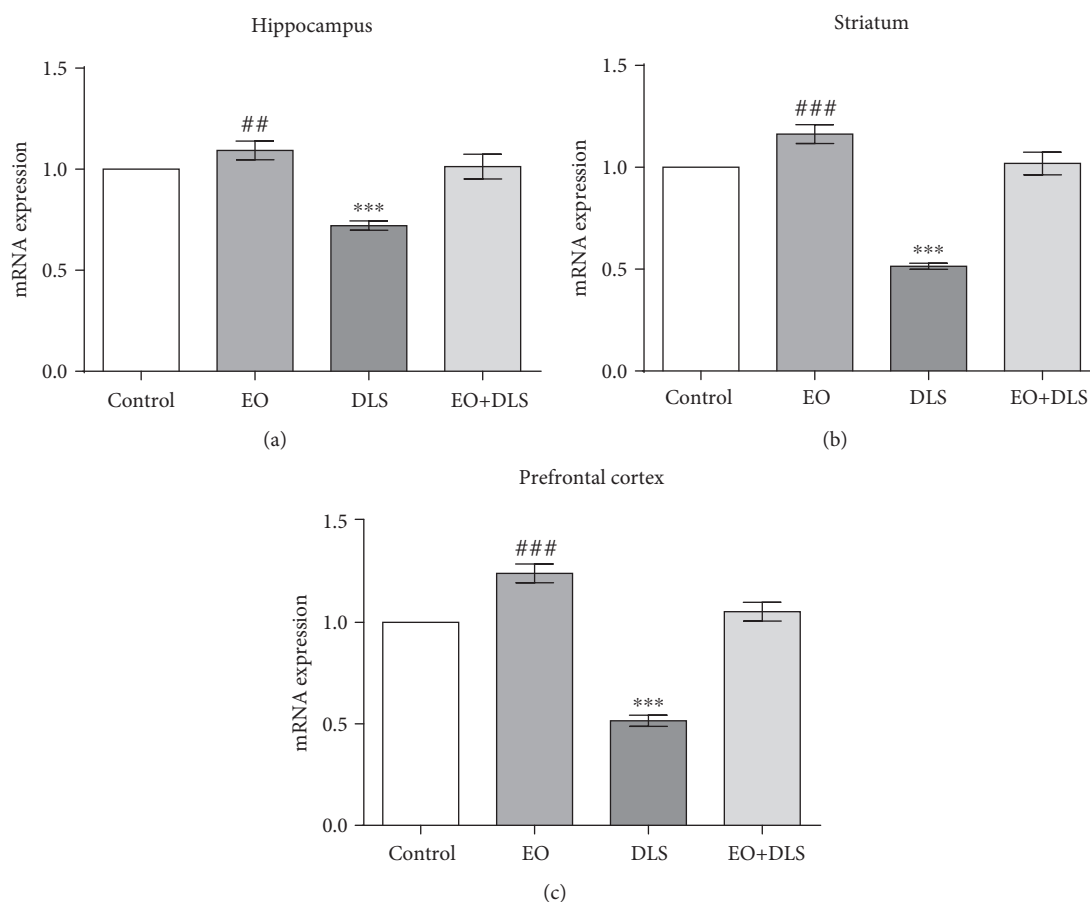 Hippocampus
mRNA expression
1.5
1.0
0.5
0.0
##
***
Control EO DLS EO+DLS
(a)
Striatum
mRNA expression
1.5
1.0
0.5
0.0
###
***
Control EO DLS EO+DLS
(b)
Prefrontal cortex
mRNA expression
1.5
1.0
0.5
0.0
###
***
Control EO DLS EO+DLS
(c)